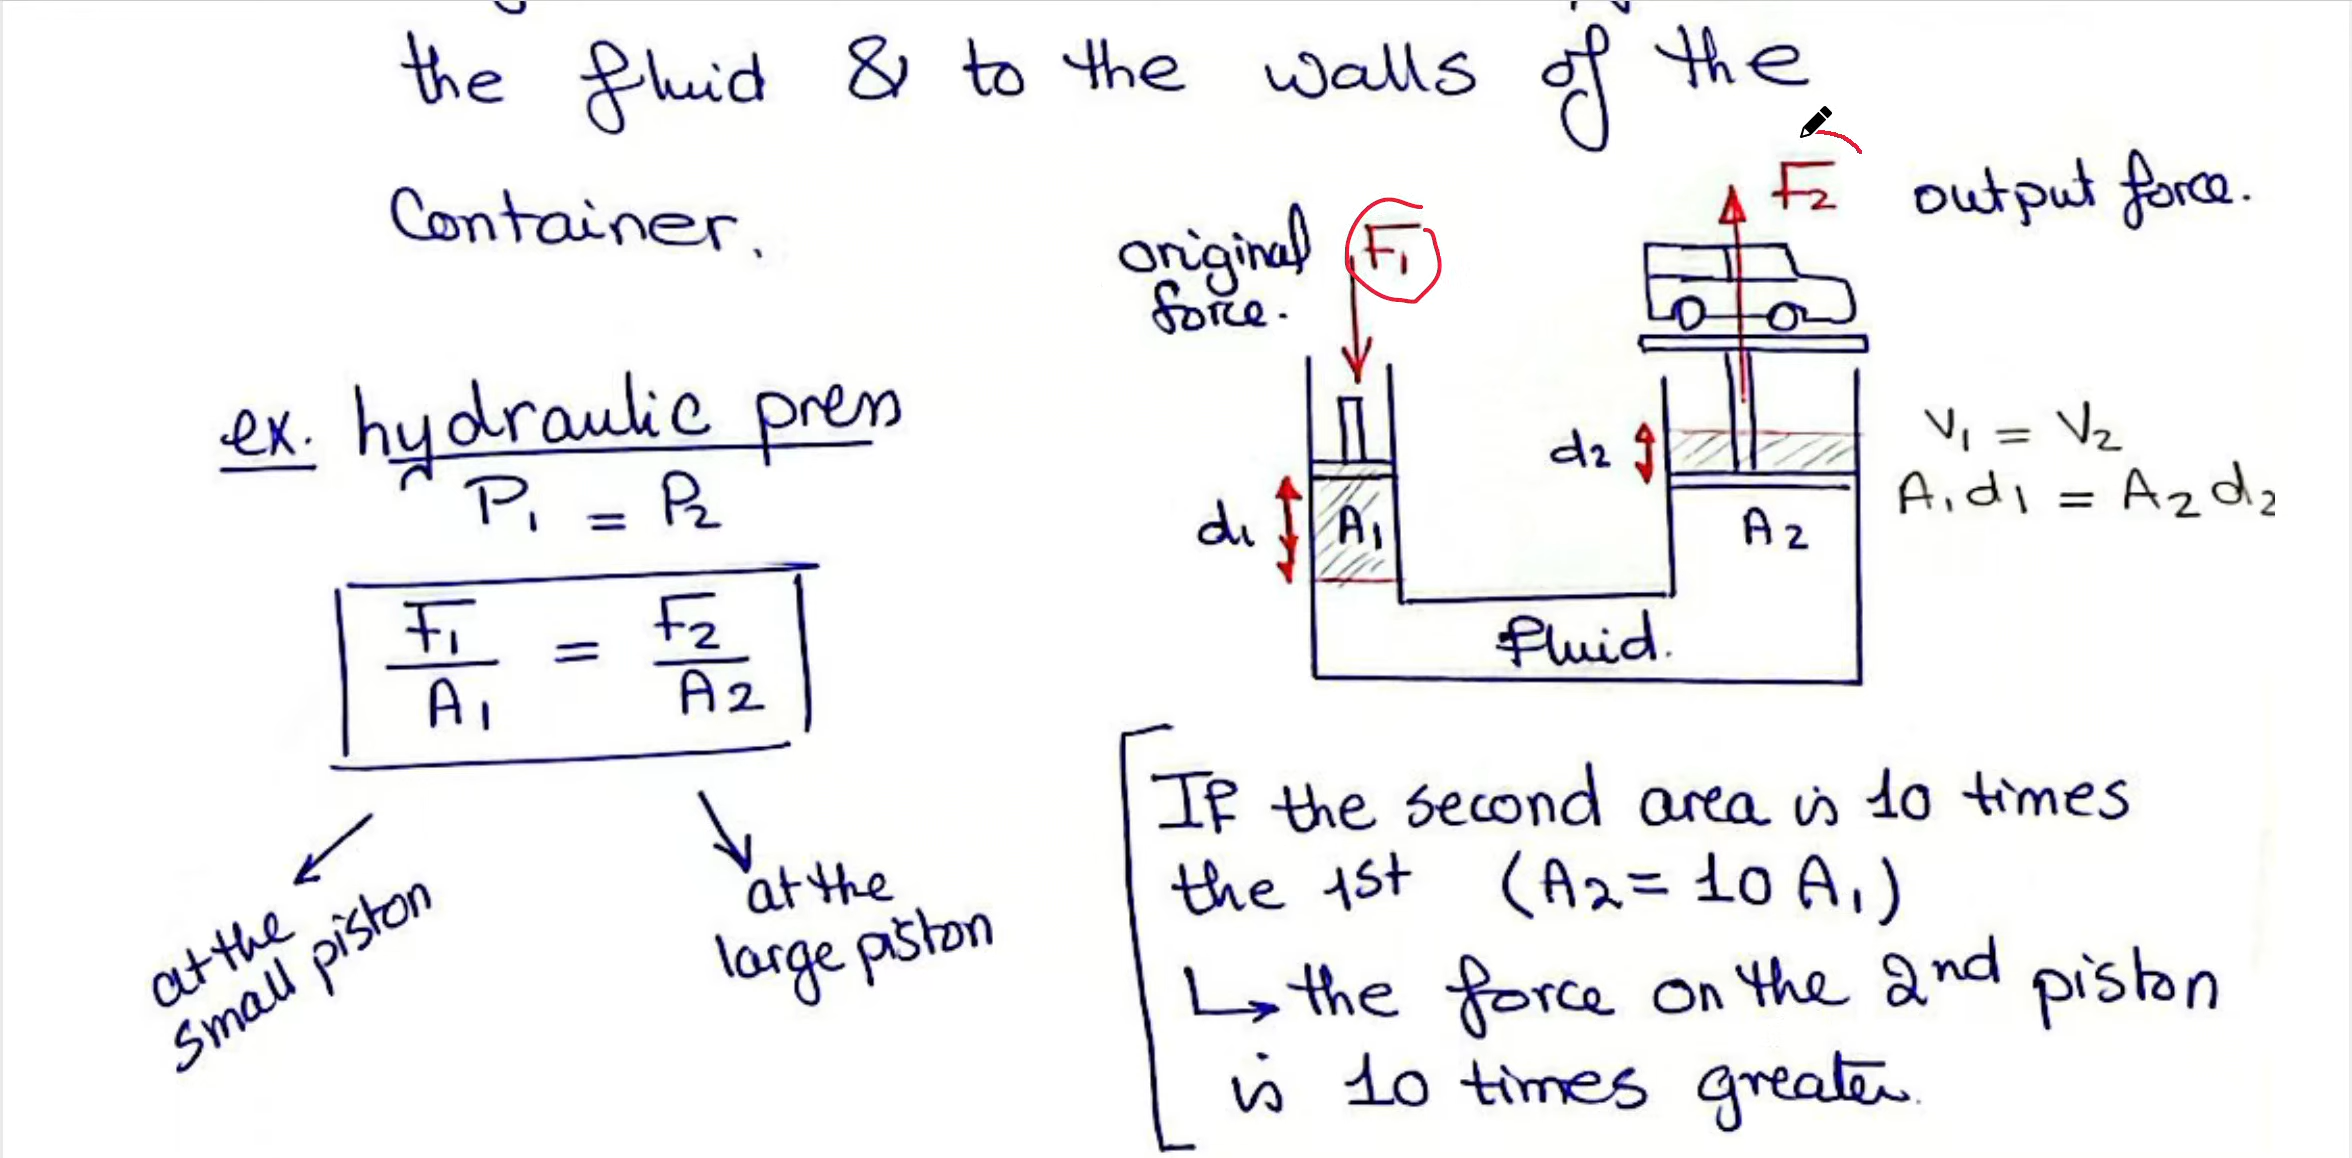 the fluid & to the walls of the
Container.
original
force.
F1
F2
output force.
ex. hydraulic press
P1 = P2
F1/A1 = F2/A2
at the
small piston
at the
large piston
d1
A1
d2
A2
V1 = V2
A1d1 = A2d2
fluid.
If the second area is 10 times
the 1st (A2 = 10 A1)
↳ the force on the 2nd piston
is 10 times greater.